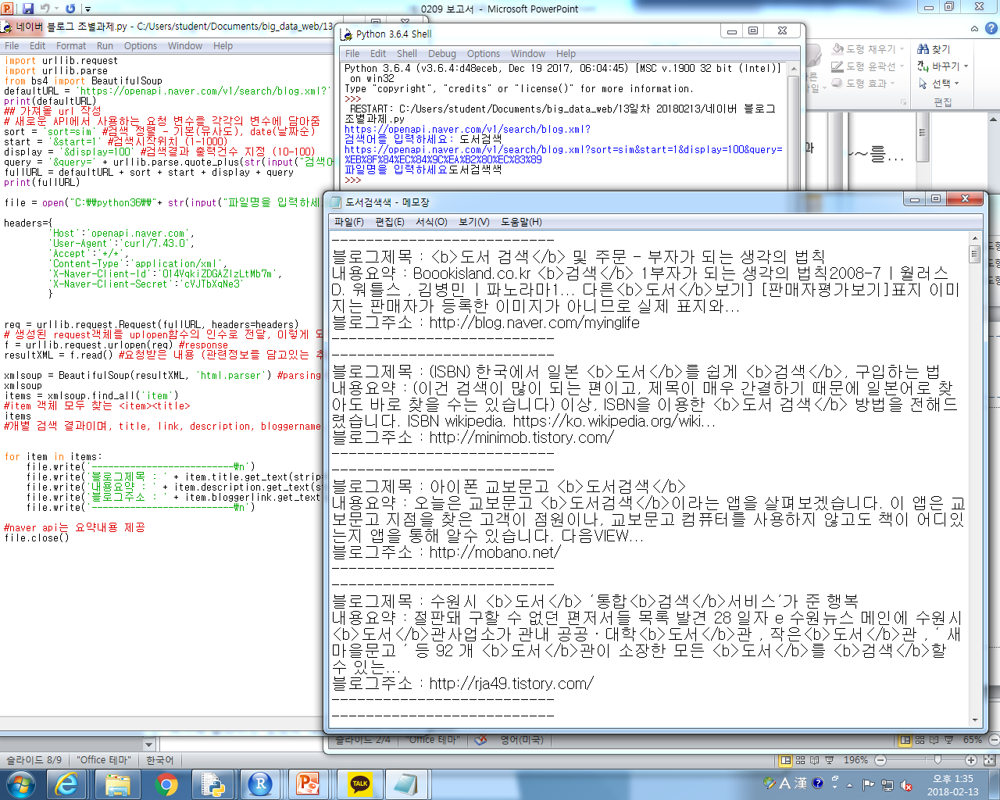 0209 보고서 - Microsoft PowerPoint
네이버 블로그 조별과제.py - C:/Users/student/Documents/big_data_web/13
File Edit Format Run Options Window Help
import urllib.request
import urllib.parse
from bs4 import BeautifulSoup
defaultURL = 'https://openapi.naver.com/v1/search/blog.xml?'
print(defaultURL)
## 가져올 url 작성
# 새로운 API에서 사용하는 요청 변수를 각각의 변수에 담아줌
sort = 'sort=sim' #검색 정렬 - 기본(유사도), date(날짜순)
start = '&start=1' #검색시작위치 (1-1000)
display = '&display=100' #검색결과 출력건수 지정 (10-100)
query = '&query=' + urllib.parse.quote_plus(str(input("검색어
fullURL = defaultURL + sort + start + display + query
print(fullURL)
file = open("C:\\python36\\"+ str(input("파일명을 입력하세
headers={
'Host':'openapi.naver.com',
'User-Agent':'curl/7.43.0',
'Accept':'*/*',
'Content-Type':'application/xml',
'X-Naver-Client-Id':
'X-Naver-Client-Secret':
}
req = urllib.request.Request(fullURL, headers=headers)
# 생성된 request객체를 uplopen함수의 인수로 전달, 이렇게 되
f = urllib.request.urlopen(req) #response
resultXML = f.read() #요청받은 내용 (관련정보를 담고있는 추
xmlsoup = BeautifulSoup(resultXML, 'html.parser') #parsing
xmlsoup
items = xmlsoup.find_all('item')
#item 객체 모두 찾는 <item><title>
items
#개별 검색 결과이며, title, link, description, bloggername
for item in items:
file.write('--------------------------\n')
file.write('블로그제목 : ' + item.title.get_text(strip=
file.write('내용요약 : ' + item.description.get_text(st
file.write('블로그주소 : ' + item.bloggerlink.get_text
file.write('--------------------------\n')
#naver api는 요약내용 제공
file.close()
Python 3.6.4 Shell
File Edit Shell Debug Options Window Help
Python 3.6.4 (v3.6.4:d48eceb, Dec 19 2017, 06:04:45) [MSC v.1900 32 bit (Intel)]
on win32
Type "copyright", "credits" or "license()" for more information.
>>>
RESTART: C:/Users/student/Documents/big_data_web/13일차 20180213/네이버 블로그
조별과제.py
https://openapi.naver.com/v1/search/blog.xml?
검색어를 입력하세요: 도서검색
https://openapi.naver.com/v1/search/blog.xml?sort=sim&start=1&display=100&query=
%EB%8F%84%EC%84%9C%EA%B2%80%EC%83%89
파일명을 입력하세요도서검색색
>>>
도형 채우기
도형 윤곽선
도형 효과
찾기
바꾸기
선택
편집
~~를...
도서검색색 - 메모장
파일(F) 편집(E) 서식(O) 보기(V) 도움말(H)
--------------------------
블로그제목 : <b>도서 검색</b> 및 주문 - 부자가 되는 생각의 법칙
내용요약 : Boookisland.co.kr <b>검색</b> 1부자가 되는 생각의 법칙2008-7 | 월러스
D. 워틀스 , 김병민 | 파노라마1... 다른<b>도서</b>보기] [판매자평가보기]표지 이미
지는 판매자가 등록한 이미지가 아니므로 실제 표지와...
블로그주소 : http://blog.naver.com/myinglife
--------------------------
--------------------------
블로그제목 : (ISBN) 한국에서 일본 <b>도서</b>를 쉽게 <b>검색</b>, 구입하는 법
내용요약 : (이건 검색이 많이 되는 편이고, 제목이 매우 간결하기 때문에 일본어로 찾
아도 바로 찾을 수는 있습니다) 이상, ISBN을 이용한 <b>도서 검색</b> 방법을 전해드
렸습니다. ISBN wikipedia. https://ko.wikipedia.org/wiki...
블로그주소 : http://minimob.tistory.com/
--------------------------
--------------------------
블로그제목 : 아이폰 교보문고 <b>도서검색</b>
내용요약 : 오늘은 교보문고 <b>도서검색</b>이라는 앱을 살펴보겠습니다. 이 앱은 교
보문고 지점을 찾은 고객이 점원이나, 교보문고 컴퓨터를 사용하지 않고도 책이 어디있
는지 앱을 통해 알수 있습니다. 다음VIEW...
블로그주소 : http://mobano.net/
--------------------------
--------------------------
블로그제목 : 수원시 <b>도서</b> '통합<b>검색</b>서비스'가 준 행복
내용요약 : 절판돼 구할 수 없던 편저서들 목록 발견 28 일자 e 수원뉴스 메인에 수원시
<b>도서</b>관사업소가 관내 공공 · 대학<b>도서</b>관 , 작은<b>도서</b>관 , ' 새
마을문고 ' 등 92 개 <b>도서</b>관이 소장한 모든 <b>도서</b>를 <b>검색</b>할
수 있는...
블로그주소 : http://rja49.tistory.com/
--------------------------
--------------------------
슬라이드 2/4 "Office 테마" 영어(미국) 65%
슬라이드 8/9 "Office 테마" 한국어 196%
TALK
A 漢
오후 1:35
2018-02-13